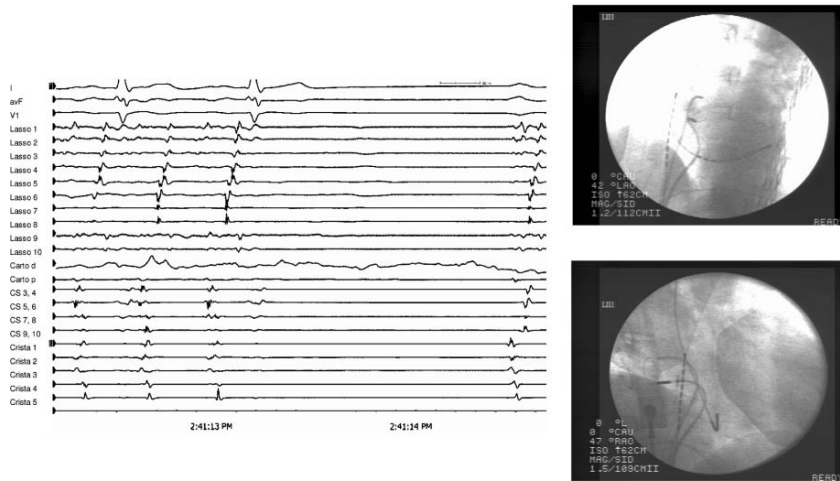 I
avF
V1
Lasso 1
Lasso 2
Lasso 3
Lasso 4
Lasso 5
Lasso 6
Lasso 7
Lasso 8
Lasso 9
Lasso 10
Carto d
Carto p
CS 3, 4
CS 5, 6
CS 7, 8
CS 9, 10
Crista 1
Crista 2
Crista 3
Crista 4
Crista 5
2:41:13 PM
2:41:14 PM
0 °CAU
42 °LAO
ISO ↑62CM
MAG/SID
1.2/112CMII
READY
0 °L
0 °CAU
47 °RAO
ISO ↑62CM
MAG/SID
1.5/109CMII
READY